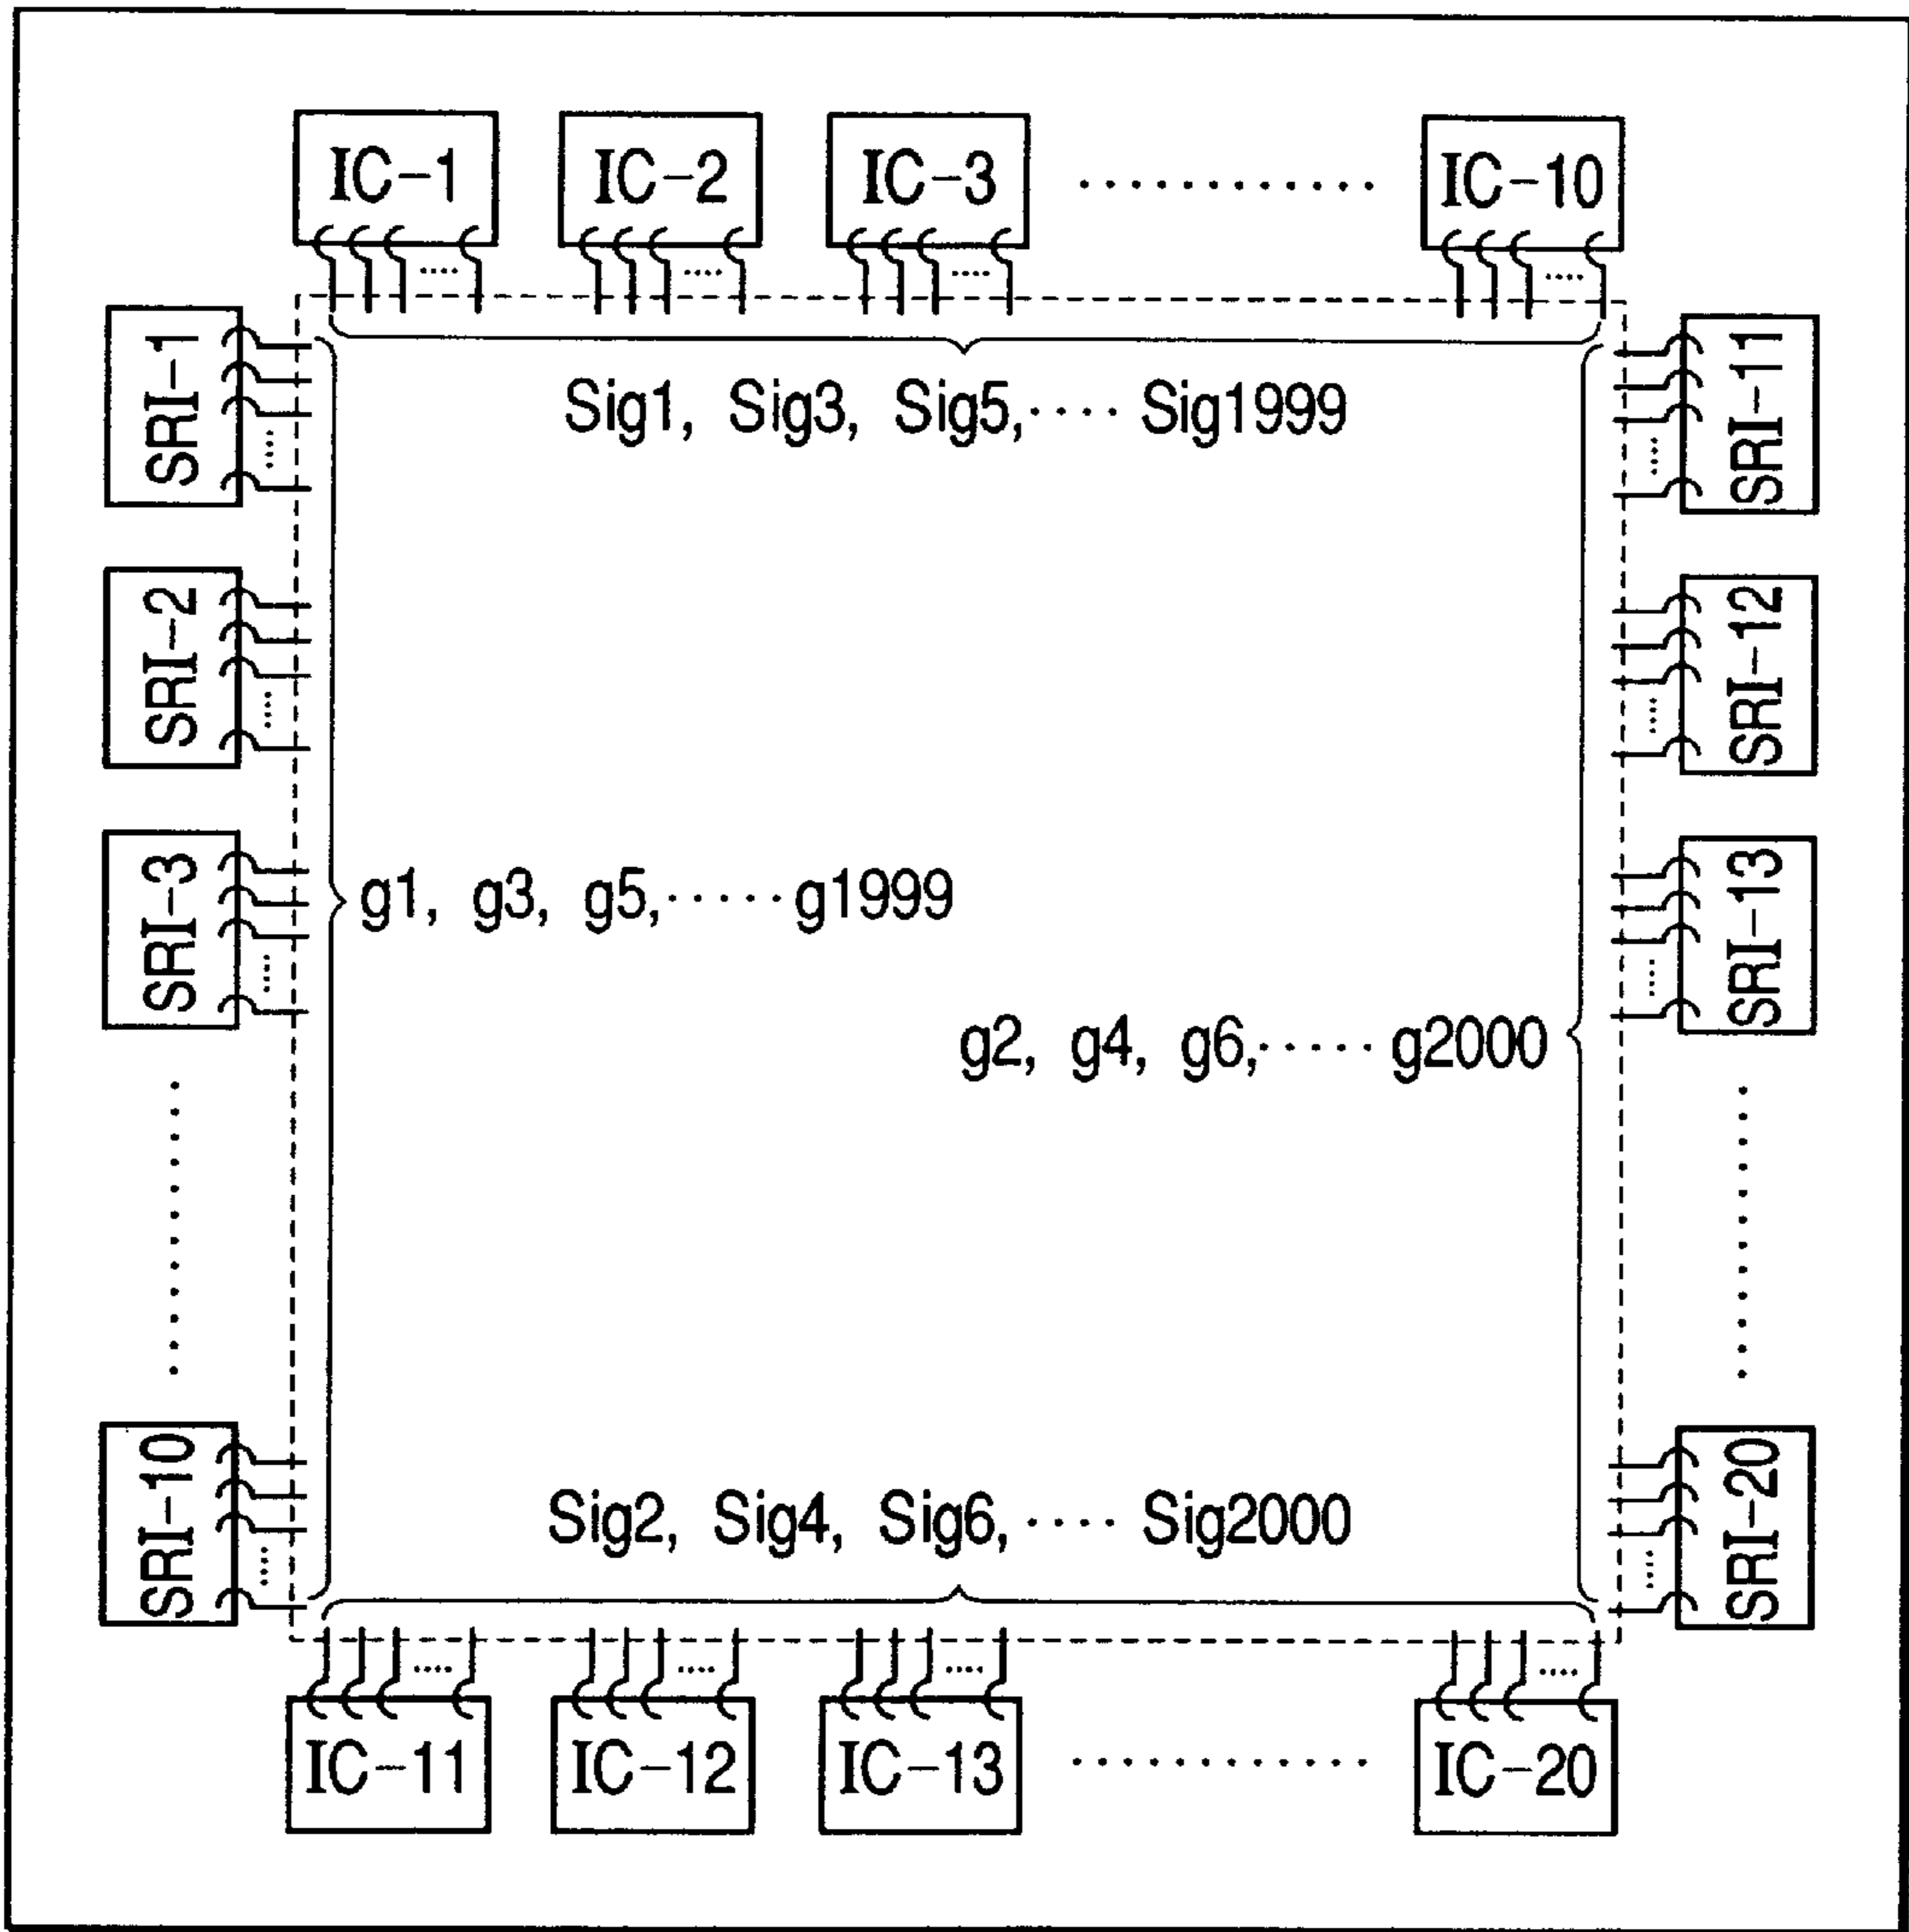 IC-1 IC-2 IC-3 ............ IC-10
SRI-1
SRI-11
Sig1, Sig3, Sig5, ···· Sig1999
SRI-2
SRI-12
SRI-3
SRI-13
g1, g3, g5, ····· g1999
g2, g4, g6, ····· g2000
SRI-10
SRI-20
Sig2, Sig4, Sig6, ···· Sig2000
IC-11 IC-12 IC-13 ............ IC-20